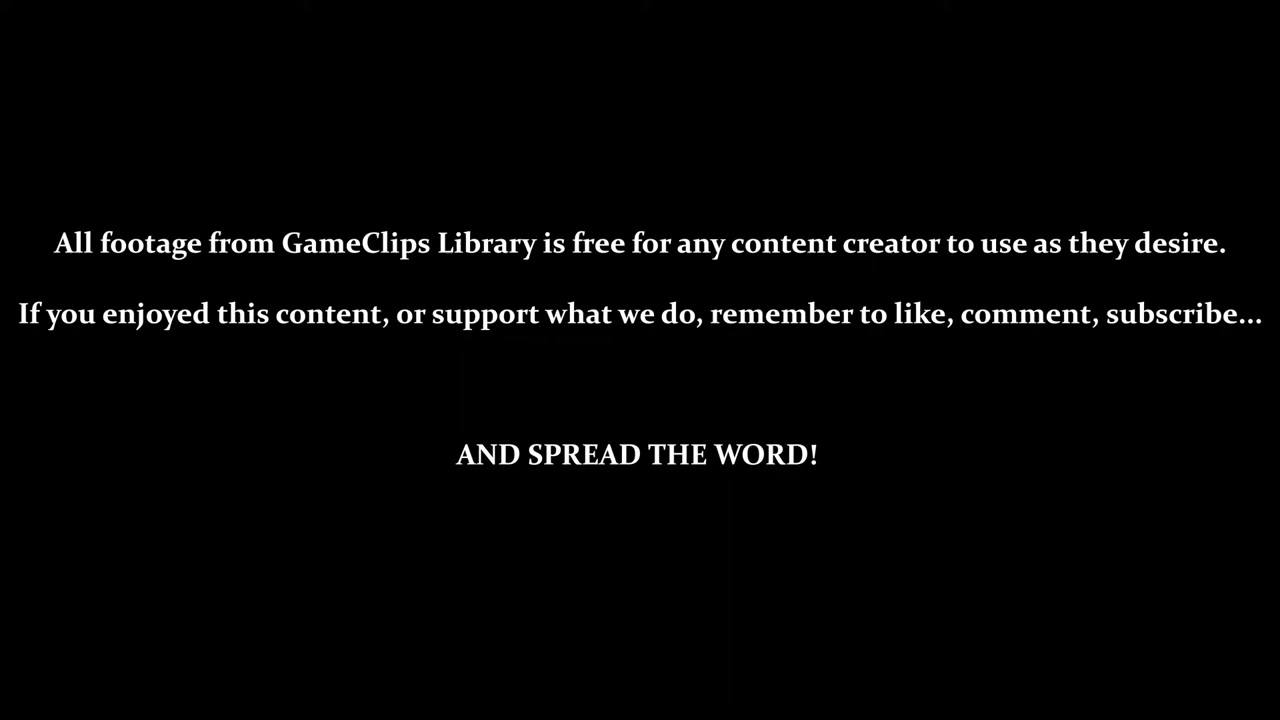 All footage from GameClips Library is free for any content creator to use as they desire.
If you enjoyed this content, or support what we do, remember to like, comment, subscribe...
AND SPREAD THE WORD!